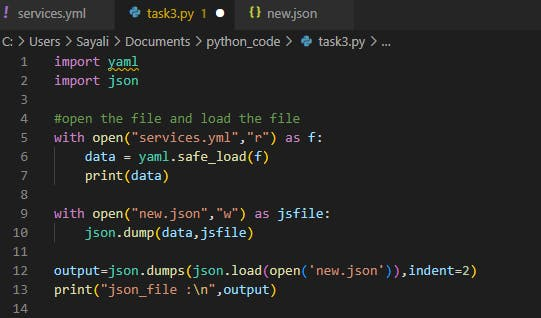 ! services.yml task3.py 1 ● {} new.json
C: > Users > Sayali > Documents > python_code > task3.py > ...
1 import yaml
2 import json
3
4 #open the file and load the file
5 with open("services.yml","r") as f:
6     data = yaml.safe_load(f)
7     print(data)
8
9 with open("new.json","w") as jsfile:
10     json.dump(data,jsfile)
11
12 output=json.dumps(json.load(open('new.json')),indent=2)
13 print("json_file :\n",output)
14